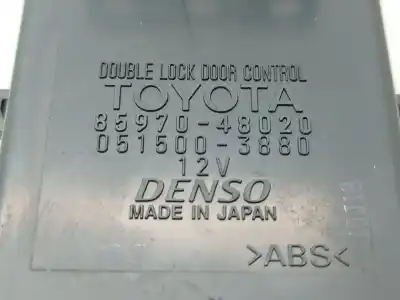 DOUBLE LOCK DOOR CONTROL
TOYOTA
85970-48020
051500-3880
12V
DENSO
MADE IN JAPAN
>ABS<